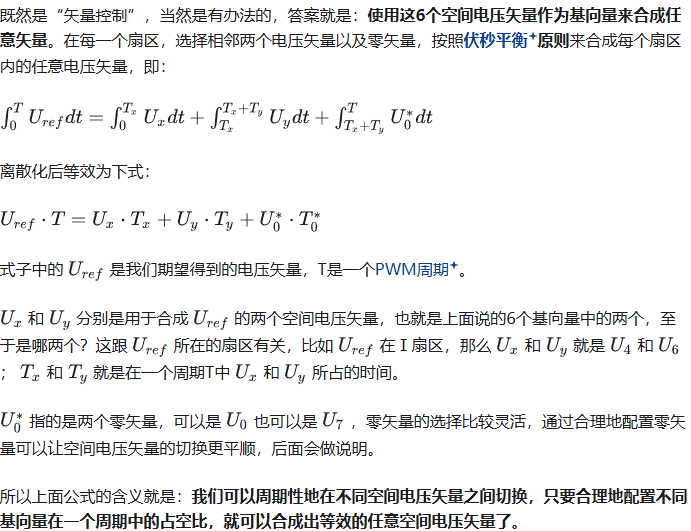 既然是“矢量控制”，当然是有办法的，答案就是：使用这6个空间电压矢量作为基向量来合成任
意矢量。在每一个扇区，选择相邻两个电压矢量以及零矢量，按照伏秒平衡原则来合成每个扇区
内的任意电压矢量，即：
∫₀ᵀ U_{ref}dt = ∫₀^{T_x} U_x dt + ∫_{T_x}^{T_x+T_y} U_y dt + ∫_{T_x+T_y}^{T} U_0^* dt
离散化后等效为下式：
U_{ref} · T = U_x · T_x + U_y · T_y + U_0^* · T_0^*
式子中的 U_{ref} 是我们期望得到的电压矢量，T是一个PWM周期。
U_x 和 U_y 分别是用于合成 U_{ref} 的两个空间电压矢量，也就是上面说的6个基向量中的两个，至
于是哪两个？这跟 U_{ref} 所在的扇区有关，比如 U_{ref} 在 I 扇区，那么 U_x 和 U_y 就是 U_4 和 U_6
； T_x 和 T_y 就是在一个周期T中 U_x 和 U_y 所占的时间。
U_0^* 指的是两个零矢量，可以是 U_0 也可以是 U_7 ，零矢量的选择比较灵活，通过合理地配置零矢
量可以让空间电压矢量的切换更平顺，后面会做说明。
所以上面公式的含义就是：我们可以周期性地在不同空间电压矢量之间切换，只要合理地配置不同
基向量在一个周期中的占空比，就可以合成出等效的任意空间电压矢量了。